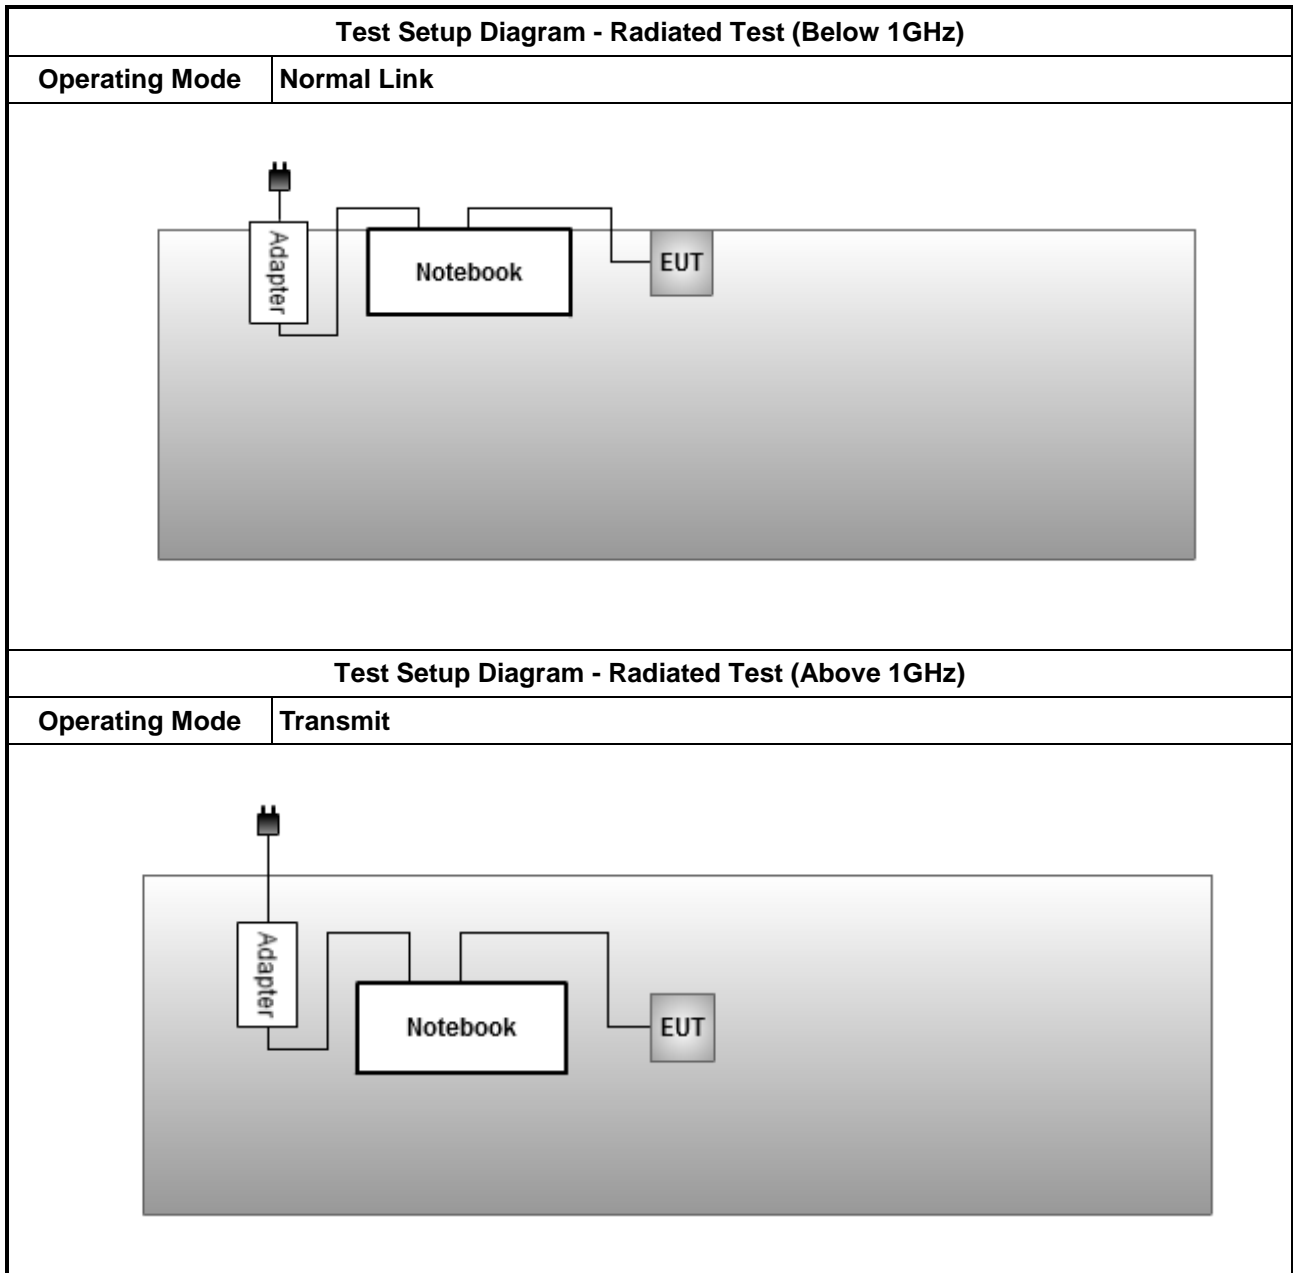 Test Setup Diagram - Radiated Test (Below 1GHz)
Operating Mode Normal Link
Adapter
Notebook
EUT
Test Setup Diagram - Radiated Test (Above 1GHz)
Operating Mode Transmit
Adapter
Notebook
EUT